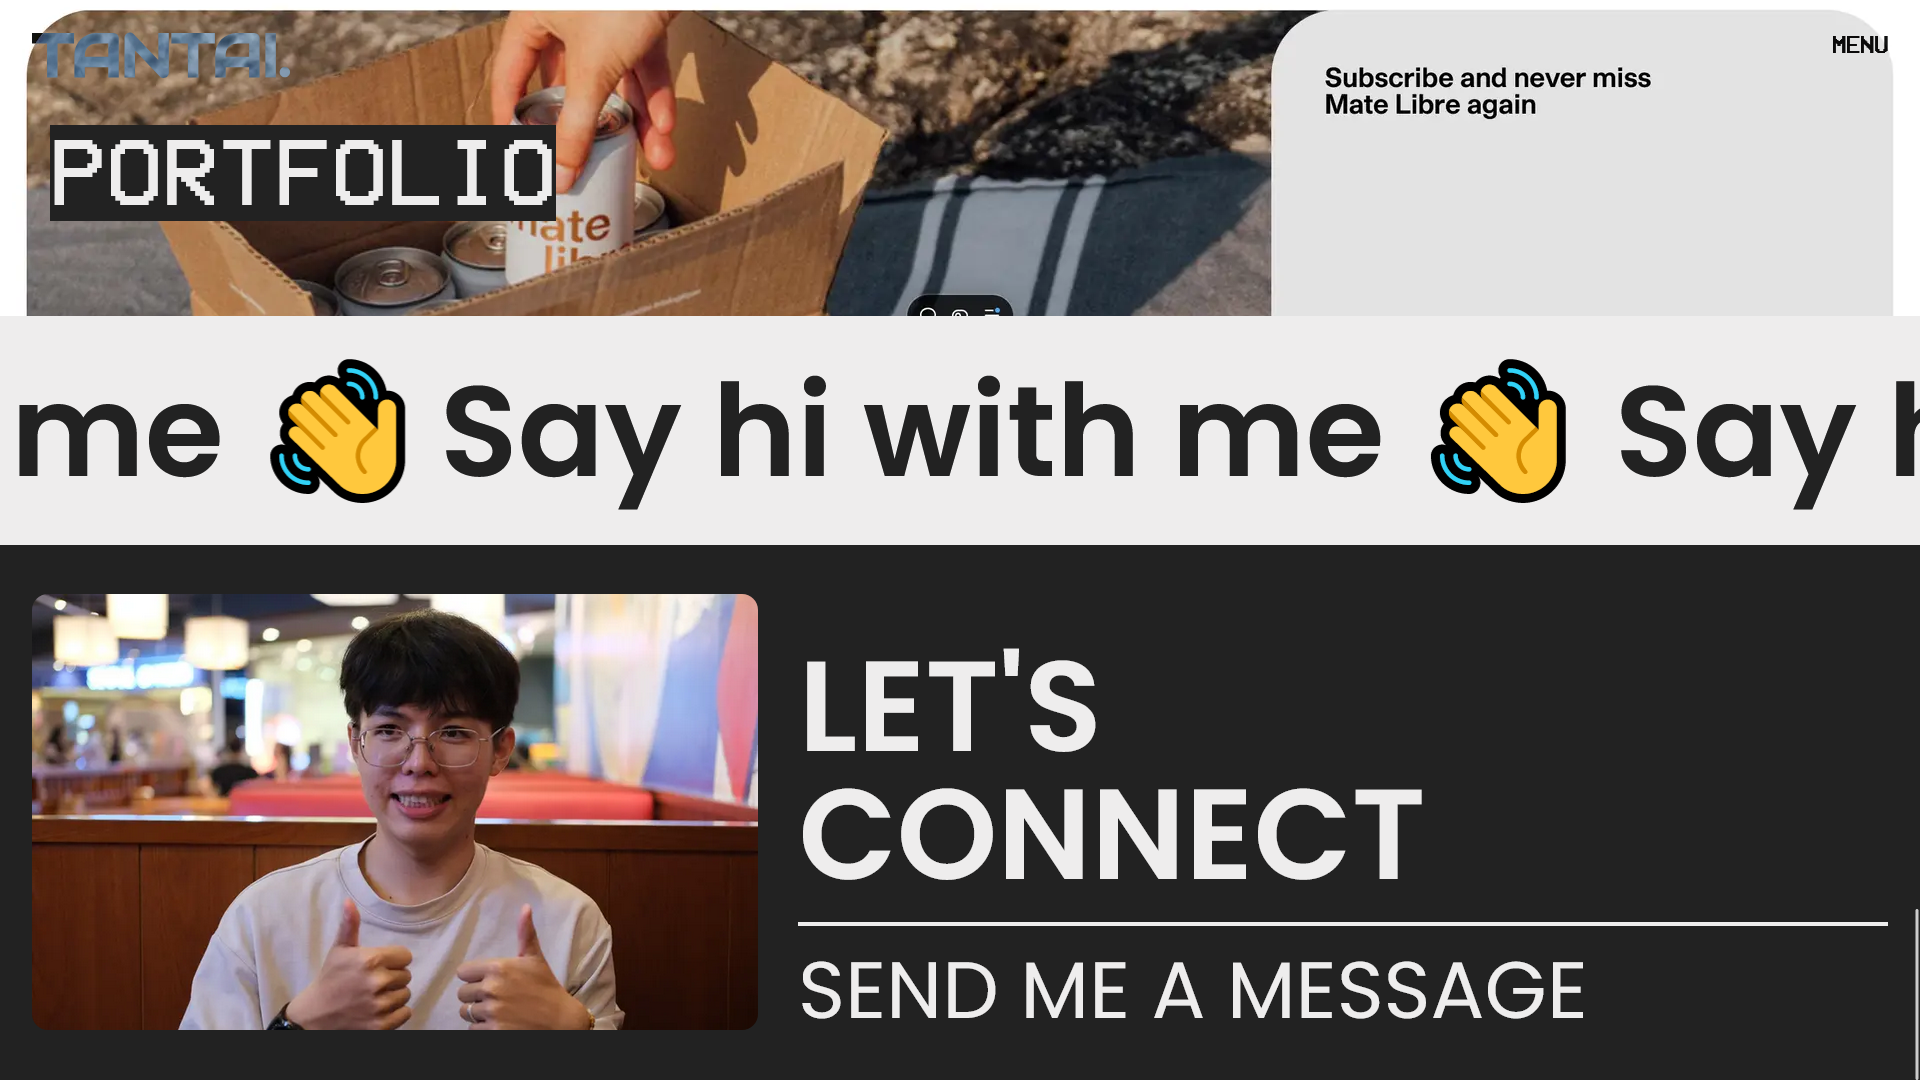 TANTAI.
MENU
Subscribe and never miss
Mate Libre again
PORTFOLIO
mate
me 👋 Say hi with me 👋 Say h
LET'S
CONNECT
SEND ME A MESSAGE